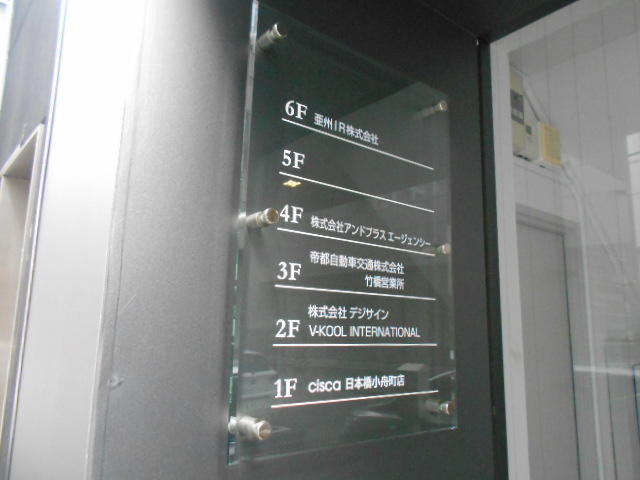 6F 亜州IR株式会社
5F
4F 株式会社アンドプラス エージェンシー
3F 帝都自動車交通株式会社
竹橋営業所
2F 株式会社 デジサイン
V-KOOL INTERNATIONAL
1F cisca 日本橋小舟町店